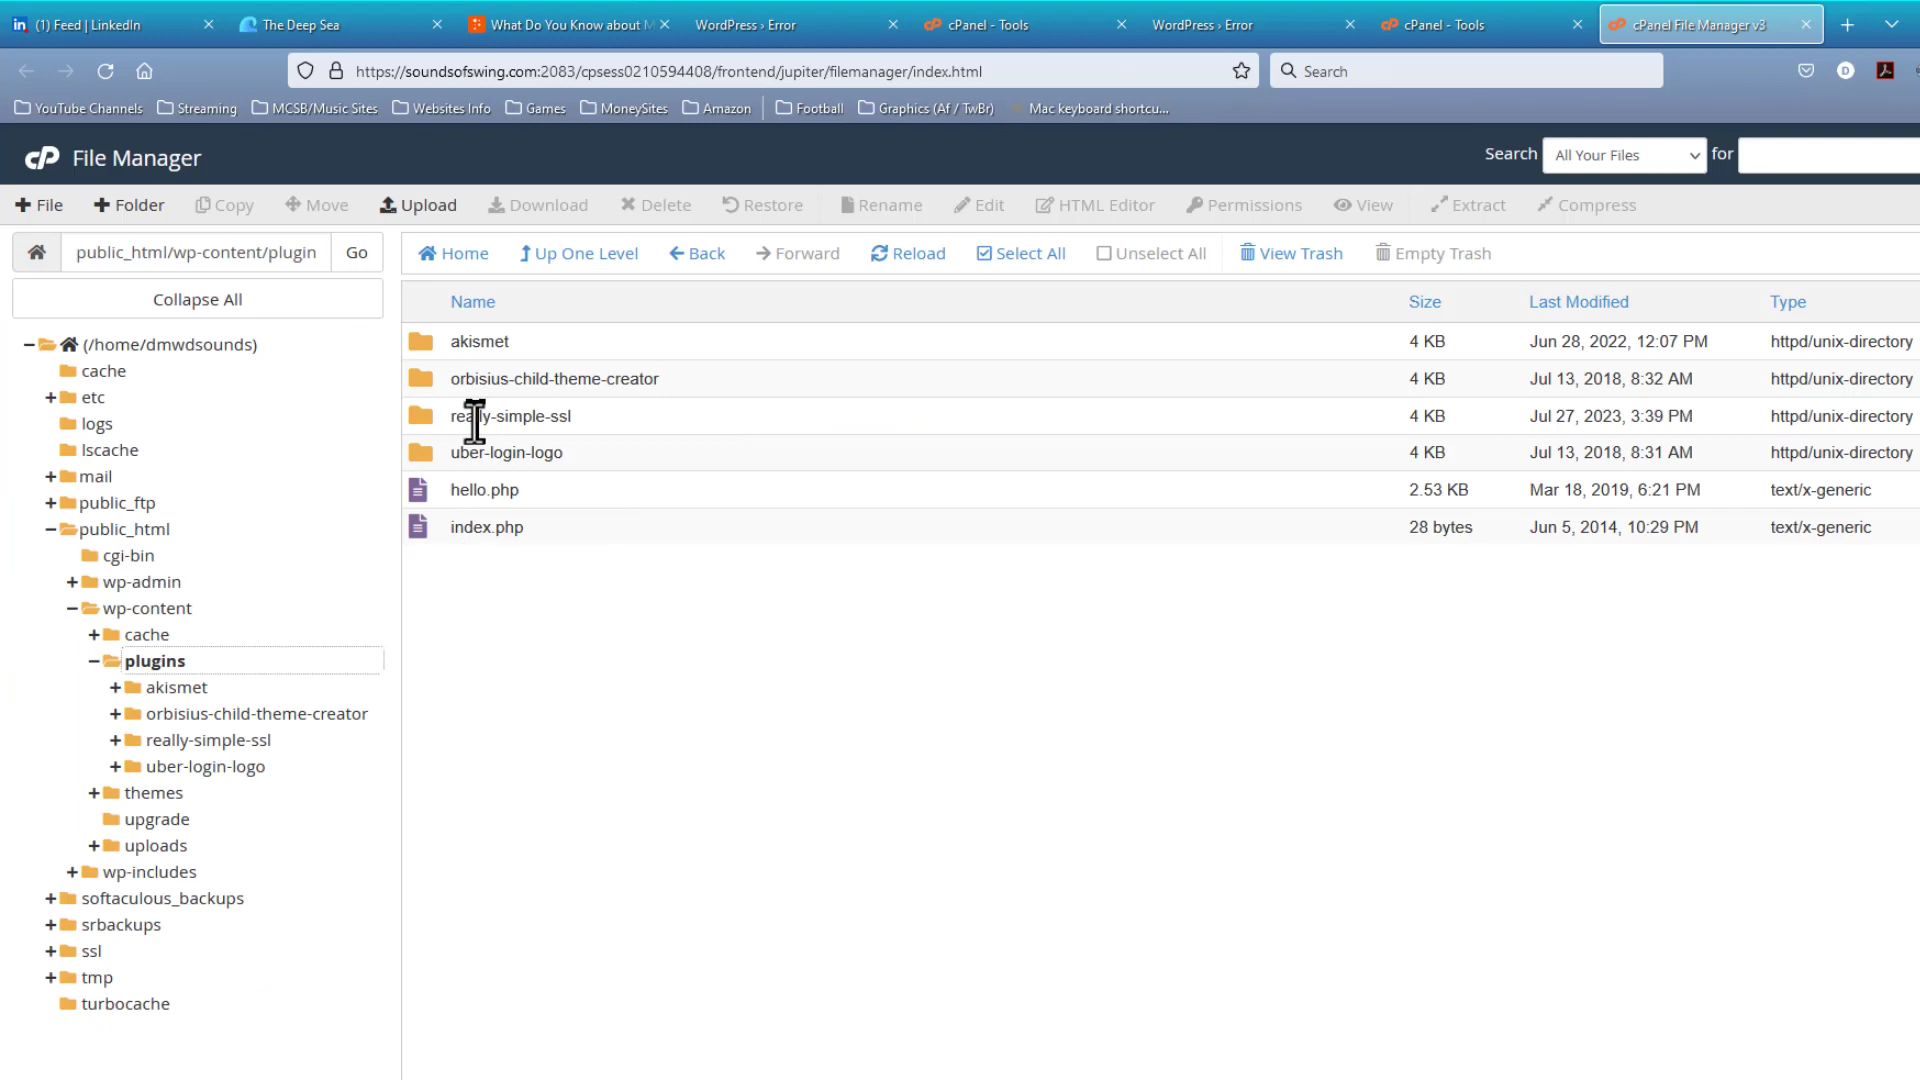 (1) Feed | LinkedIn
The Deep Sea
What Do You Know about M
WordPress › Error
cPanel - Tools
WordPress › Error
cPanel - Tools
cPanel File Manager v3
https://soundsofswing.com:2083/cpsess0210594408/frontend/jupiter/filemanager/index.html
Search
YouTube Channels
Streaming
MCSB/Music Sites
Websites Info
Games
MoneySites
Amazon
Football
Graphics (Af / TwBr)
Mac keyboard shortcu...
cP File Manager
Search All Your Files for
File
Folder
Copy
Move
Upload
Download
Delete
Restore
Rename
Edit
HTML Editor
Permissions
View
Extract
Compress
public_html/wp-content/plugin
Go
Home
Up One Level
Back
Forward
Reload
Select All
Unselect All
View Trash
Empty Trash
Collapse All
(/home/dmwdsounds)
cache
etc
logs
lscache
mail
public_ftp
public_html
cgi-bin
wp-admin
wp-content
cache
plugins
akismet
orbisius-child-theme-creator
really-simple-ssl
uber-login-logo
themes
upgrade
uploads
wp-includes
softaculous_backups
srbackups
ssl
tmp
turbocache
Name Size Last Modified Type
akismet 4 KB Jun 28, 2022, 12:07 PM httpd/unix-directory
orbisius-child-theme-creator 4 KB Jul 13, 2018, 8:32 AM httpd/unix-directory
really-simple-ssl 4 KB Jul 27, 2023, 3:39 PM httpd/unix-directory
uber-login-logo 4 KB Jul 13, 2018, 8:31 AM httpd/unix-directory
hello.php 2.53 KB Mar 18, 2019, 6:21 PM text/x-generic
index.php 28 bytes Jun 5, 2014, 10:29 PM text/x-generic